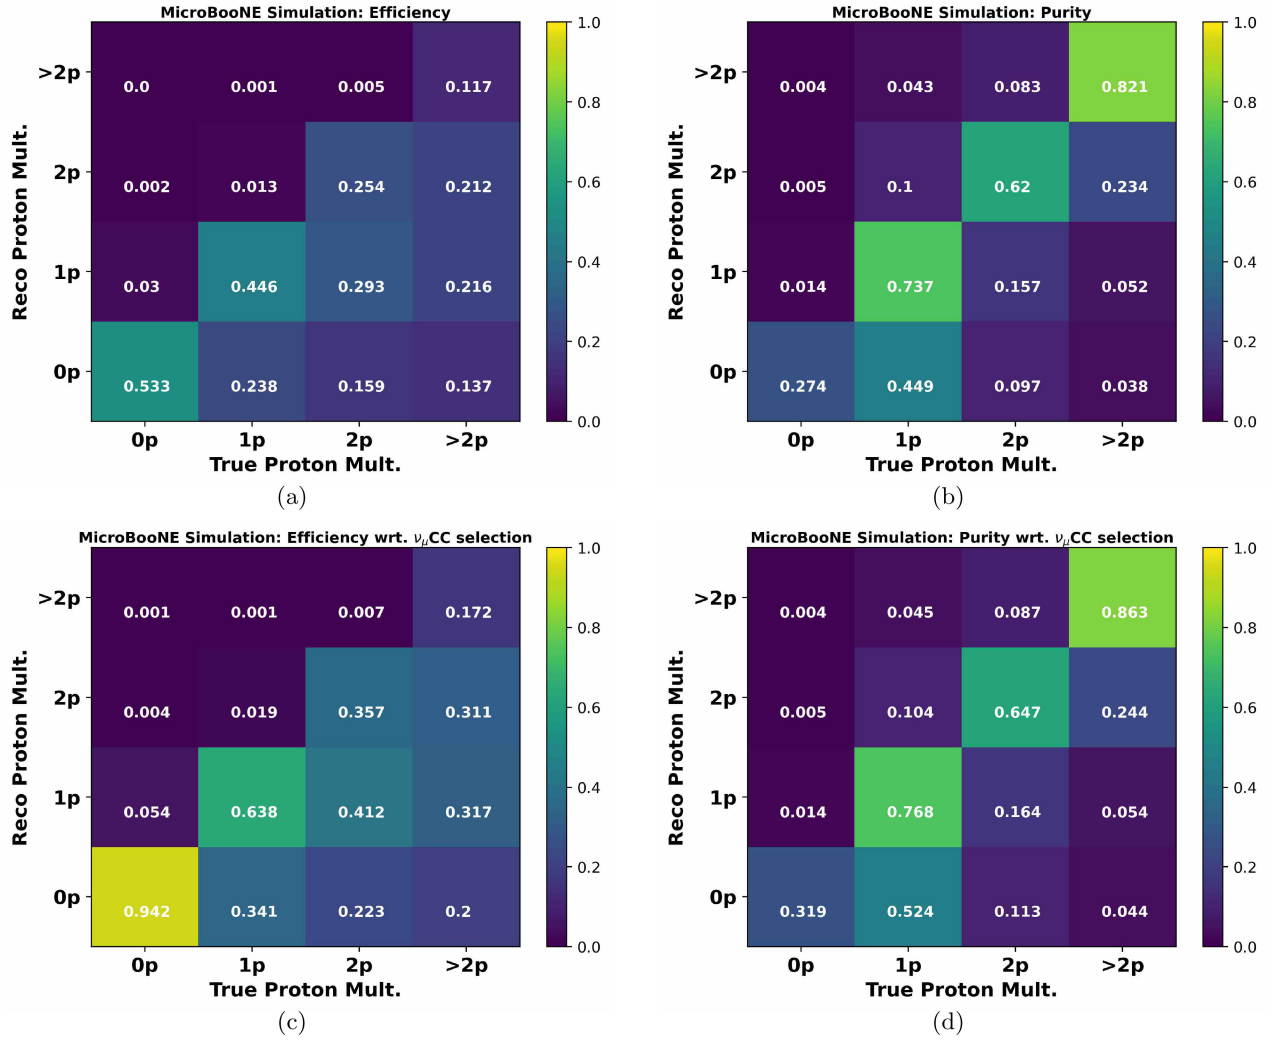 MicroBooNE Simulation: Efficiency
Reco Proton Mult.
>2p
2p
1p
0p
0.0 0.001 0.005 0.117
0.002 0.013 0.254 0.212
0.03 0.446 0.293 0.216
0.533 0.238 0.159 0.137
0p 1p 2p >2p
True Proton Mult.
1.0
0.8
0.6
0.4
0.2
0.0
(a)
MicroBooNE Simulation: Purity
Reco Proton Mult.
>2p
2p
1p
0p
0.004 0.043 0.083 0.821
0.005 0.1 0.62 0.234
0.014 0.737 0.157 0.052
0.274 0.449 0.097 0.038
0p 1p 2p >2p
True Proton Mult.
1.0
0.8
0.6
0.4
0.2
0.0
(b)
MicroBooNE Simulation: Efficiency wrt. νμCC selection
Reco Proton Mult.
>2p
2p
1p
0p
0.001 0.001 0.007 0.172
0.004 0.019 0.357 0.311
0.054 0.638 0.412 0.317
0.942 0.341 0.223 0.2
0p 1p 2p >2p
True Proton Mult.
1.0
0.8
0.6
0.4
0.2
0.0
(c)
MicroBooNE Simulation: Purity wrt. νμCC selection
Reco Proton Mult.
>2p
2p
1p
0p
0.004 0.045 0.087 0.863
0.005 0.104 0.647 0.244
0.014 0.768 0.164 0.054
0.319 0.524 0.113 0.044
0p 1p 2p >2p
True Proton Mult.
1.0
0.8
0.6
0.4
0.2
0.0
(d)